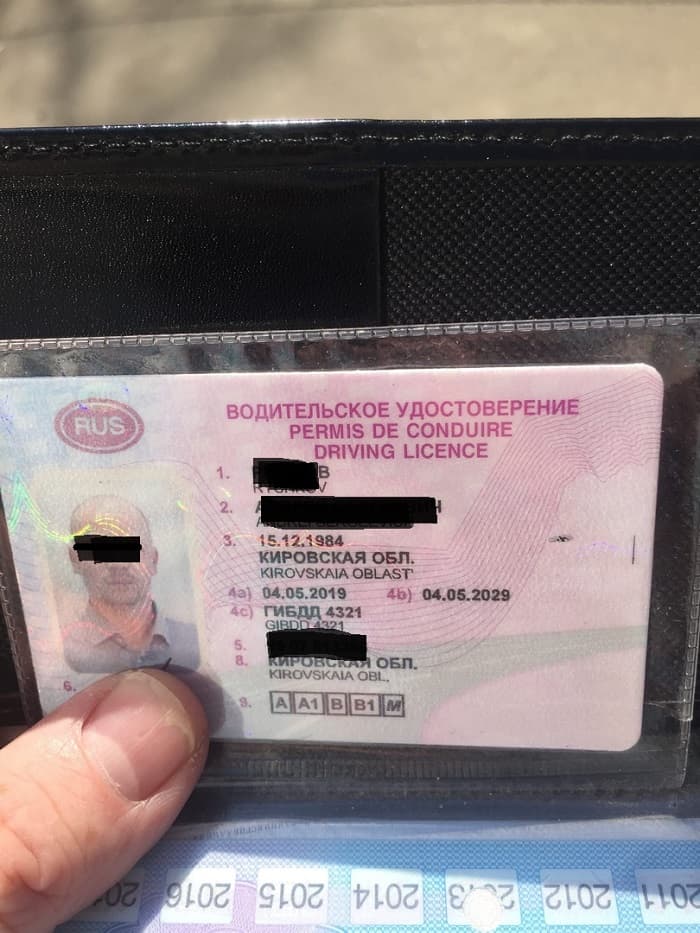 RUS
ВОДИТЕЛЬСКОЕ УДОСТОВЕРЕНИЕ
PERMIS DE CONDUIRE
DRIVING LICENCE
1.
2.
3. 15.12.1984
КИРОВСКАЯ ОБЛ.
KIROVSKAIA OBLAST'
4a) 04.05.2019 4b) 04.05.2029
4c) ГИБДД 4321
GIBDD 4321
5.
8. КИРОВСКАЯ ОБЛ.
KIROVSKAIA OBL.
6.
9. A A1 B B1 M
2016 2015 2014 2013 2012 2011